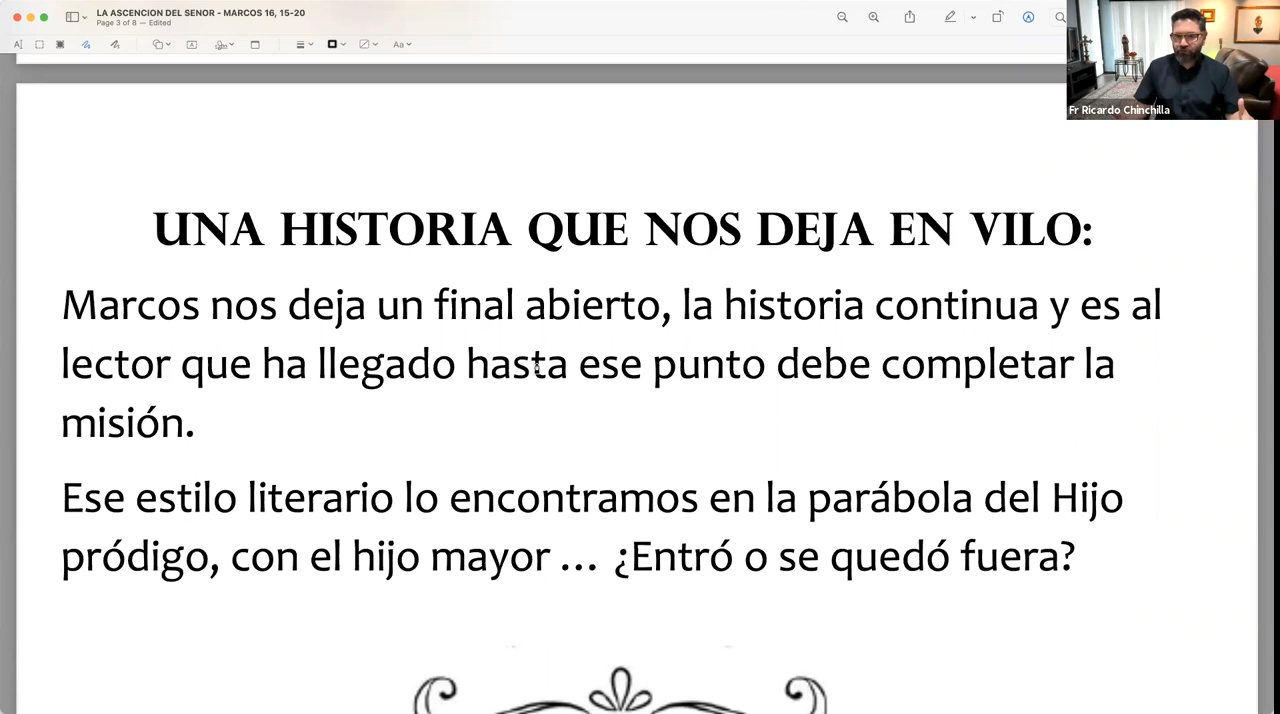 LA ASCENCION DEL SENOR - MARCOS 16, 15-20
Page 3 of 8 — Edited
Aa
Fr Ricardo Chinchilla
UNA HISTORIA QUE NOS DEJA EN VILO:
Marcos nos deja un final abierto, la historia continua y es al
lector que ha llegado hasta ese punto debe completar la
misión.
Ese estilo literario lo encontramos en la parábola del Hijo
pródigo, con el hijo mayor ... ¿Entró o se quedó fuera?